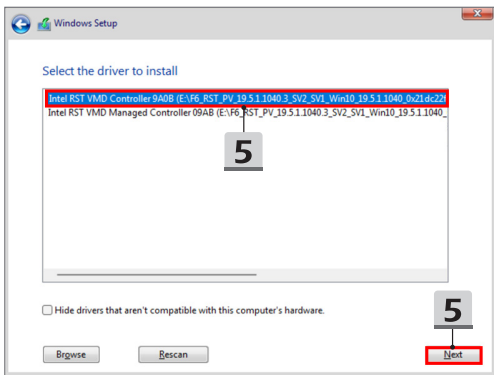 Windows Setup
Select the driver to install
Intel RST VMD Controller 9A0B (E:\F6_RST_PV_19.5.1.1040.3_SV2_SV1_Win10_19.5.1.1040_0x21dc22f
Intel RST VMD Managed Controller 09AB (E:\F6_RST_PV_19.5.1.1040.3_SV2_SV1_Win10_19.5.1.1040_
5
Hide drivers that aren't compatible with this computer's hardware.
5
Browse
Rescan
Next